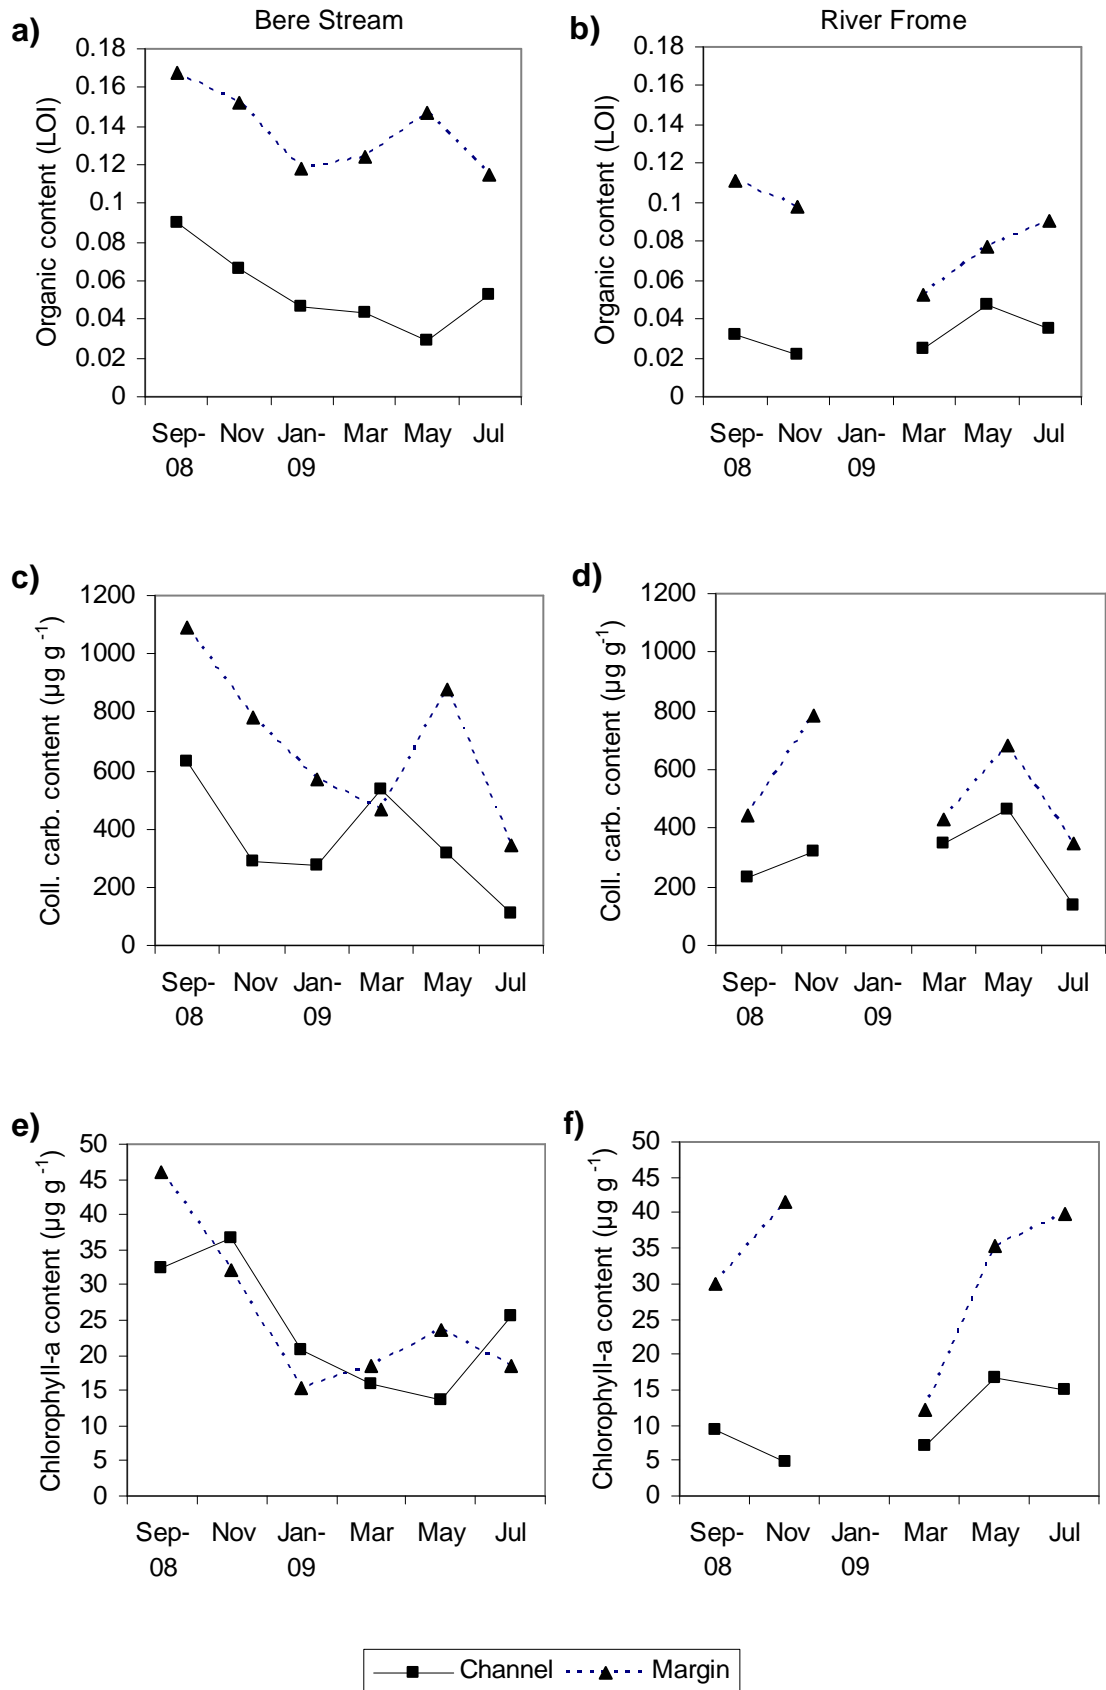 Bere Stream
River Frome
a)
Organic content (LOI)
0.18
0.16
0.14
0.12
0.1
0.08
0.06
0.04
0.02
0
Sep- Nov Jan- Mar May Jul
08 09
b)
Organic content (LOI)
0.18
0.16
0.14
0.12
0.1
0.08
0.06
0.04
0.02
0
Sep- Nov Jan- Mar May Jul
08 09
c)
Coll. carb. content (µg g⁻¹)
1200
1000
800
600
400
200
0
Sep- Nov Jan- Mar May Jul
08 09
d)
Coll. carb. content (µg g⁻¹)
1200
1000
800
600
400
200
0
Sep- Nov Jan- Mar May Jul
08 09
e)
Chlorophyll-a content (µg g⁻¹)
50
45
40
35
30
25
20
15
10
5
0
Sep- Nov Jan- Mar May Jul
08 09
f)
Chlorophyll-a content (µg g⁻¹)
50
45
40
35
30
25
20
15
10
5
0
Sep- Nov Jan- Mar May Jul
08 09
Channel Margin